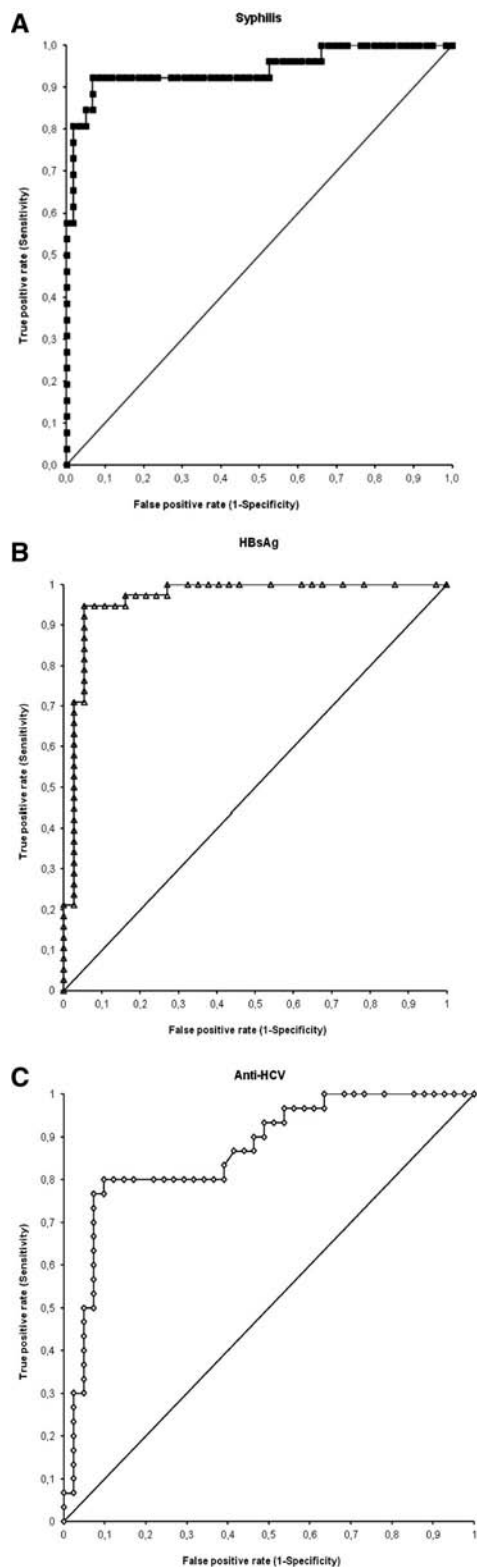 A
Syphilis
1,0
0,9
0,8
0,7
0,6
0,5
0,4
0,3
0,2
0,1
0,0
True positive rate (Sensitivity)
0,0 0,1 0,2 0,3 0,4 0,5 0,6 0,7 0,8 0,9 1,0
False positive rate (1-Specificity)
B
HBsAg
1
0,9
0,8
0,7
0,6
0,5
0,4
0,3
0,2
0,1
0
True positive rate (Sensitivity)
0 0,1 0,2 0,3 0,4 0,5 0,6 0,7 0,8 0,9 1
False positive rate (1-Specificity)
C
Anti-HCV
1
0,9
0,8
0,7
0,6
0,5
0,4
0,3
0,2
0,1
0
True positive rate (Sensitivity)
0 0,1 0,2 0,3 0,4 0,5 0,6 0,7 0,8 0,9 1
False positive rate (1-Specificity)